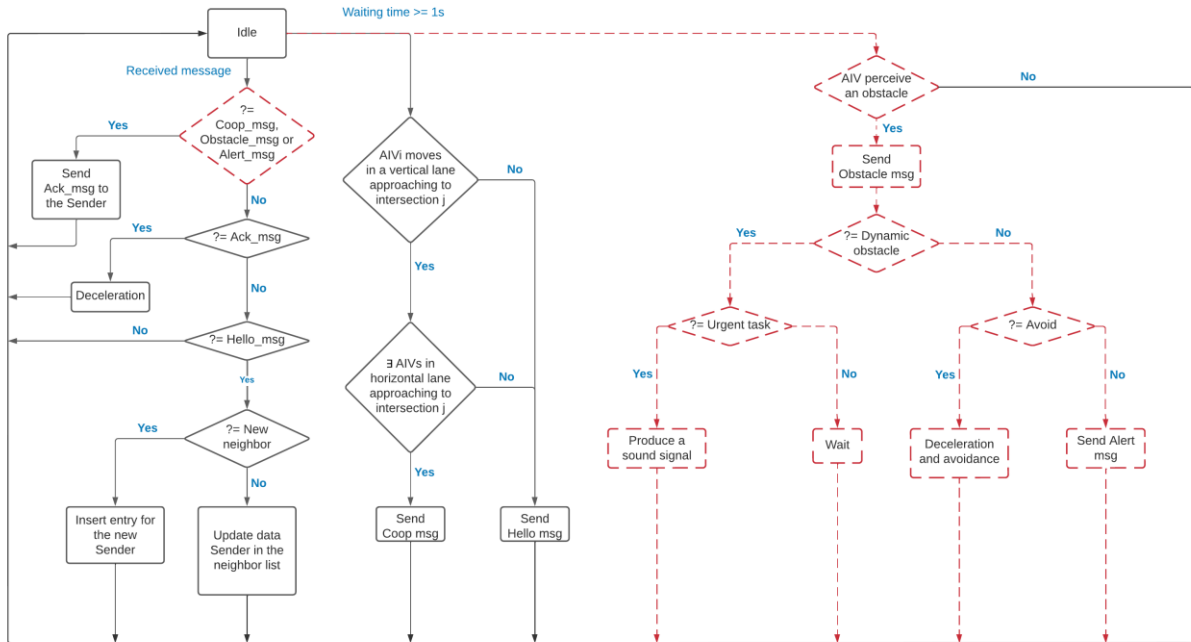 Waiting time >= 1s
Idle
Received message
AIV perceive
an obstacle
No
?=
Coop_msg,
Obstacle_msg or
Alert_msg
Yes
Yes
Send
Ack_msg to
the Sender
AIVi moves
in a vertical lane
approaching to
intersection j
No
Send
Obstacle msg
No
Yes
?= Ack_msg
Yes
?= Dynamic
obstacle
No
Deceleration
No
Yes
No
?= Hello_msg
?= Urgent task
?= Avoid
∃ AIVs in
horizontal lane
approaching to
intersection j
No
Yes
Yes
No
Yes
No
Yes
?= New
neighbor
Produce a
sound signal
Wait
Deceleration
and avoidance
Send Alert
msg
No
Yes
Insert entry for
the new
Sender
Update data
Sender in the
neighbor list
Send
Coop msg
Send
Hello msg